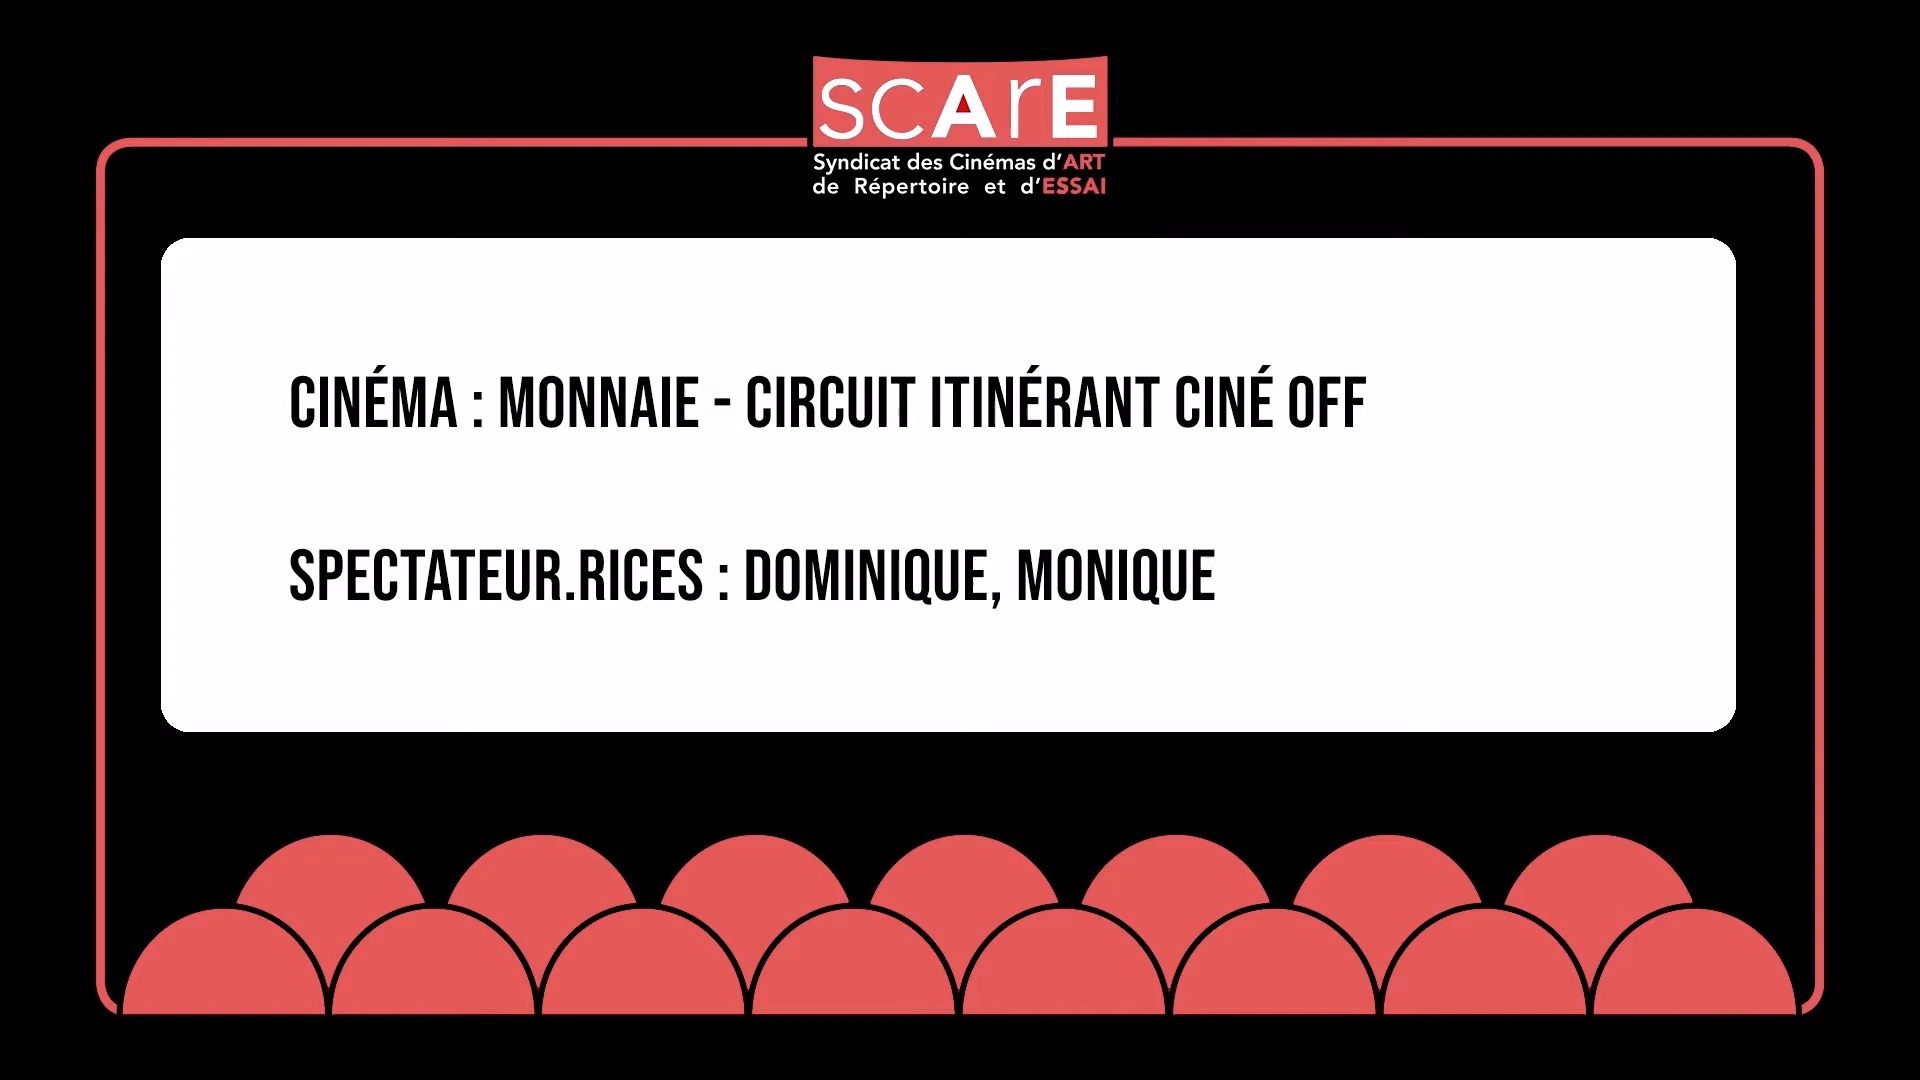 SCArE
Syndicat des Cinémas d'ART
de Répertoire et d'ESSAI
CINÉMA : MONNAIE - CIRCUIT ITINÉRANT CINÉ OFF
SPECTATEUR.RICES : DOMINIQUE, MONIQUE